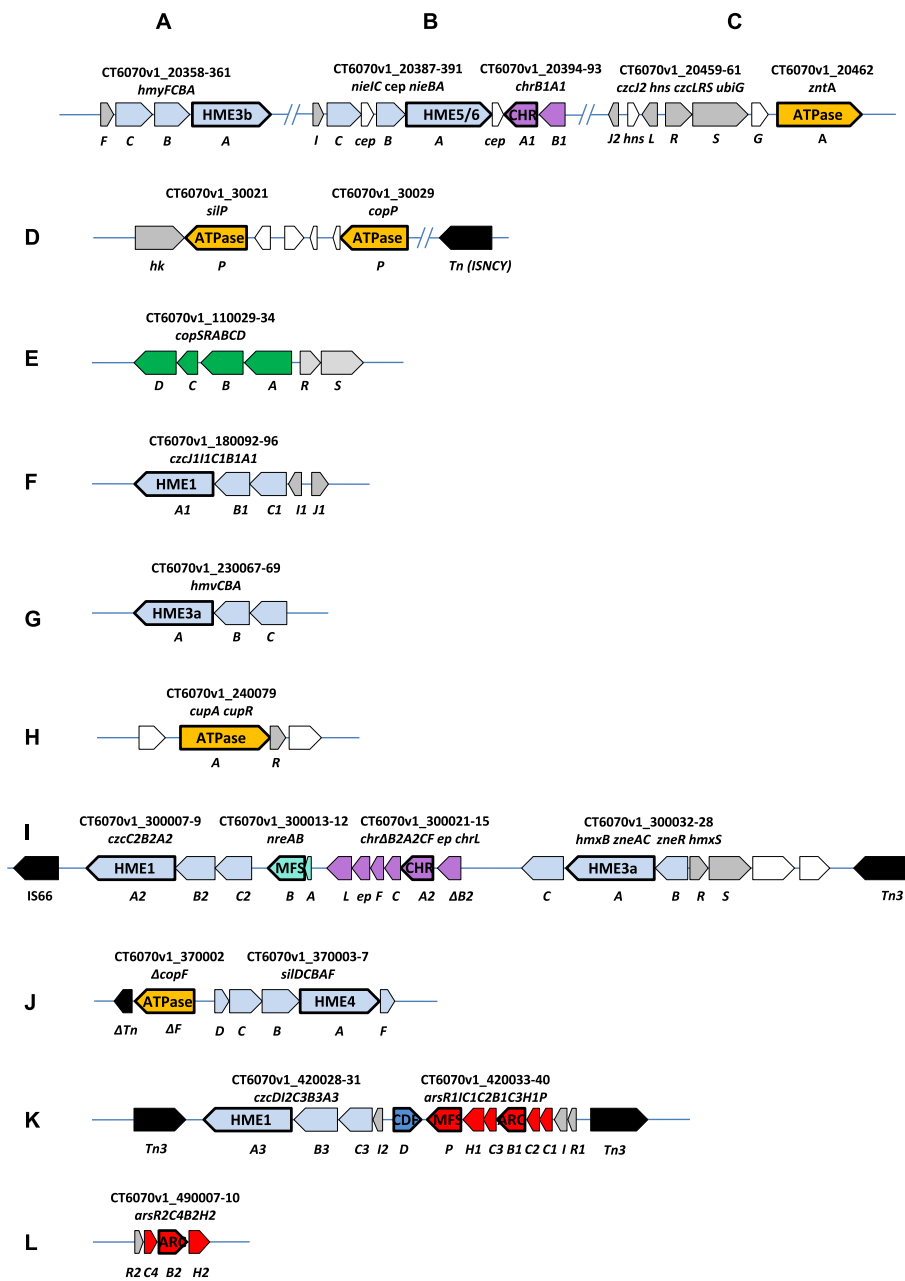 A B C
CT6070v1_20358-361 CT6070v1_20387-391 CT6070v1_20394-93 CT6070v1_20459-61 CT6070v1_20462
hmyFCBA nieIC cep nieBA chrB1A1 czcJ2 hns czcLRS ubiG zntA
HME3b HME5/6 CHR ATPase
F C B A I C cep B A cep A1 B1 J2 hns L R S G A
CT6070v1_30021 CT6070v1_30029
silP copP
D ATPase ATPase
hk P P Tn (ISNCY)
CT6070v1_110029-34
copSRABCD
E
D C B A R S
CT6070v1_180092-96
czcJ1I1C1B1A1
F HME1
A1 B1 C1 I1 J1
CT6070v1_230067-69
hmvCBA
G HME3a
A B C
CT6070v1_240079
cupA cupR
H ATPase
A R
I CT6070v1_300007-9 CT6070v1_300013-12 CT6070v1_300021-15 CT6070v1_300032-28
czcC2B2A2 nreAB chrΔB2A2CF ep chrL hmxB zneAC zneR hmxS
HME1 MFS CHR HME3a
IS66 A2 B2 C2 B A L ep F C A2 ΔB2 C A B R S Tn3
CT6070v1_370002 CT6070v1_370003-7
ΔcopF silDCBAF
J ATPase HME4
ΔTn ΔF D C B A F
CT6070v1_420028-31 CT6070v1_420033-40
czcDI2C3B3A3 arsR1IC1C2B1C3H1P
K HME1 CDF MFS ARC
Tn3 A3 B3 C3 I2 D P H1 C3 B1 C2 C1 I R1 Tn3
CT6070v1_490007-10
arsR2C4B2H2
L ARC
R2 C4 B2 H2